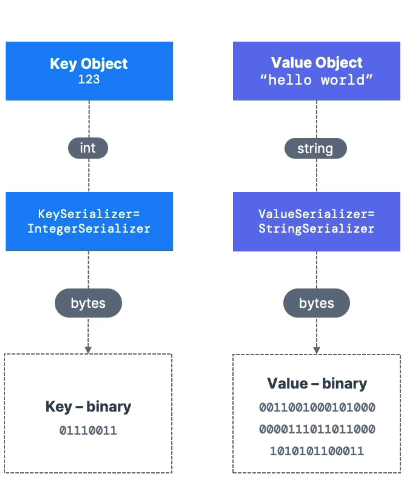 Key Object
123
Value Object
“hello world”
int
string
KeySerializer=
IntegerSerializer
ValueSerializer=
StringSerializer
bytes
bytes
Key – binary
01110011
Value – binary
0011001000101000
0000111011011000
1010101100011